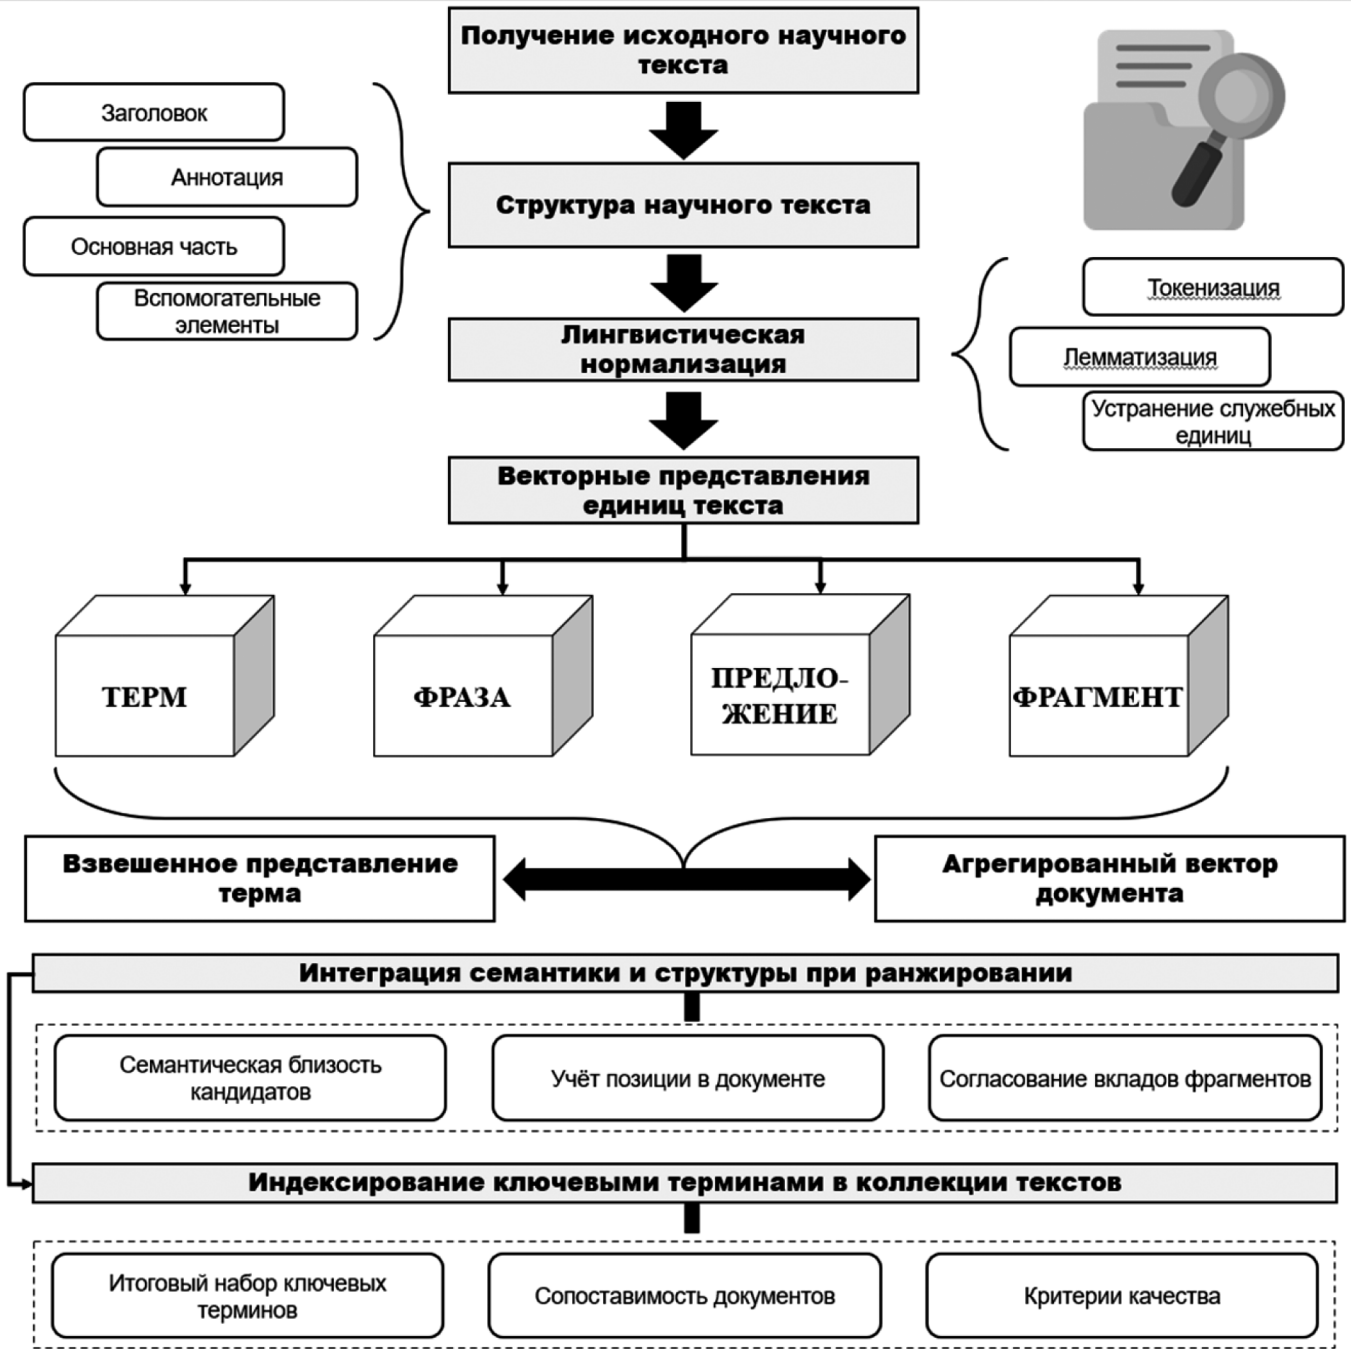 Получение исходного научного
текста
Заголовок
Аннотация
Основная часть
Вспомогательные
элементы
Структура научного текста
Лингвистическая
нормализация
Токенизация
Лемматизация
Устранение служебных
единиц
Векторные представления
единиц текста
ТЕРМ
ФРАЗА
ПРЕДЛО-
ЖЕНИЕ
ФРАГМЕНТ
Взвешенное представление
терма
Агрегированный вектор
документа
Интеграция семантики и структуры при ранжировании
Семантическая близость
кандидатов
Учёт позиции в документе
Согласование вкладов фрагментов
Индексирование ключевыми терминами в коллекции текстов
Итоговый набор ключевых
терминов
Сопоставимость документов
Критерии качества